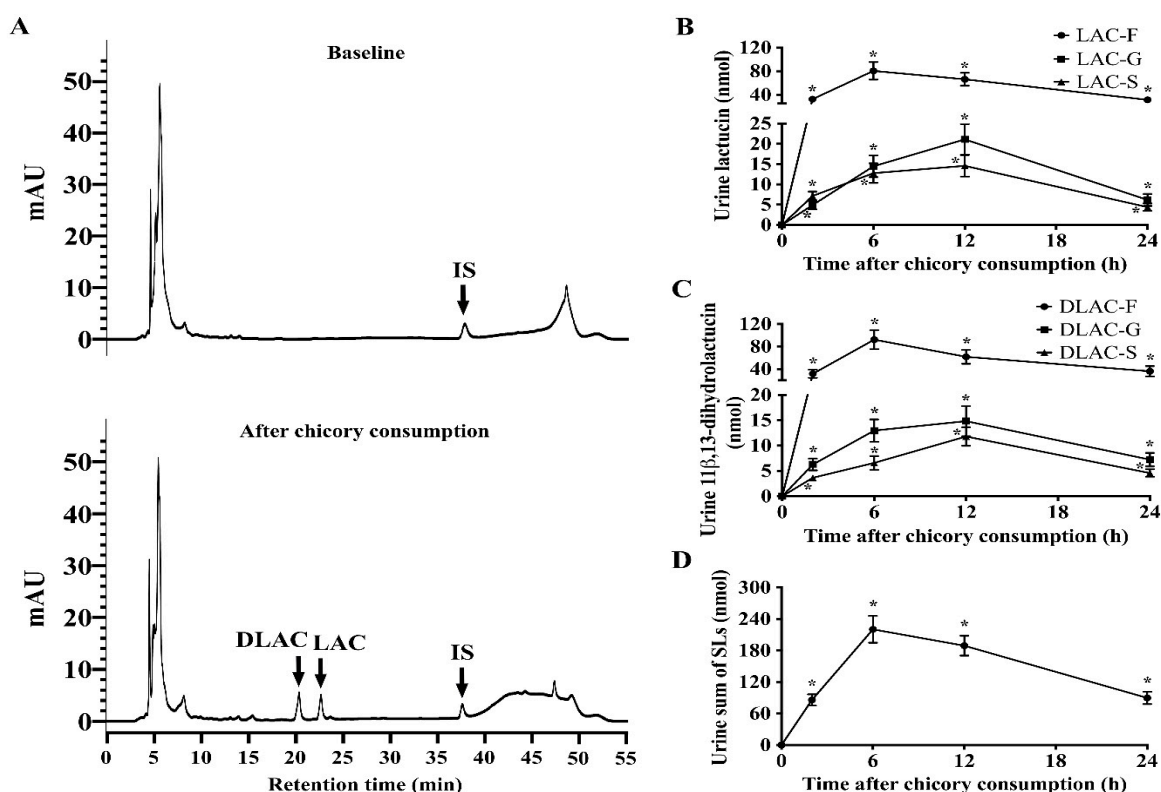 A
Baseline
50
40
30
20
10
0
mAU
IS
After chicory consumption
50
40
30
20
10
0
mAU
DLAC
LAC
IS
0 5 10 15 20 25 30 35 40 45 50 55
Retention time (min)
B
LAC-F
LAC-G
LAC-S
Urine lactucin (nmol)
120
80
40
25
20
15
10
5
0
* * * *
* * * *
* * * *
0 6 12 18 24
Time after chicory consumption (h)
C
DLAC-F
DLAC-G
DLAC-S
Urine 11β,13-dihydrolactucin
(nmol)
120
80
40
20
15
10
5
0
* * * *
* * * *
* * * *
0 6 12 18 24
Time after chicory consumption (h)
D
Urine sum of SLs (nmol)
300
240
180
120
60
0
* * * *
0 6 12 18 24
Time after chicory consumption (h)